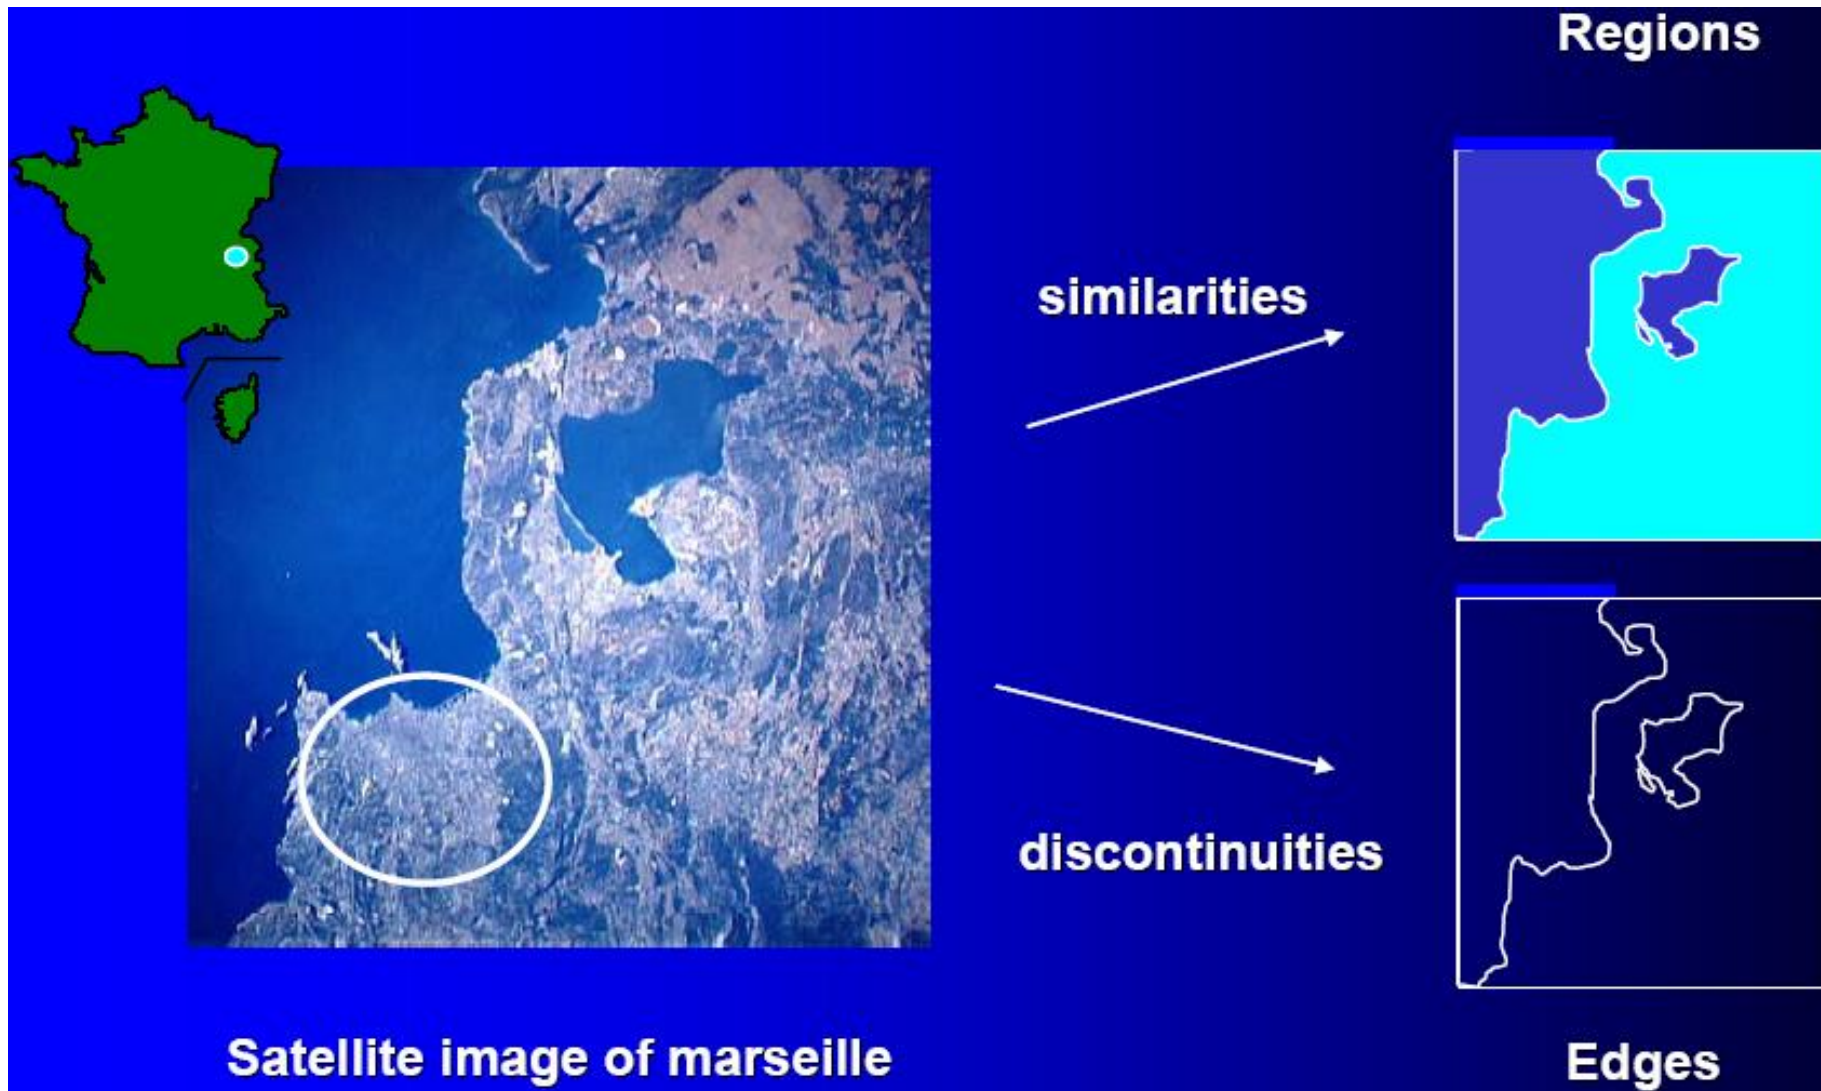 Regions
similarities
discontinuities
Satellite image of marseille
Edges